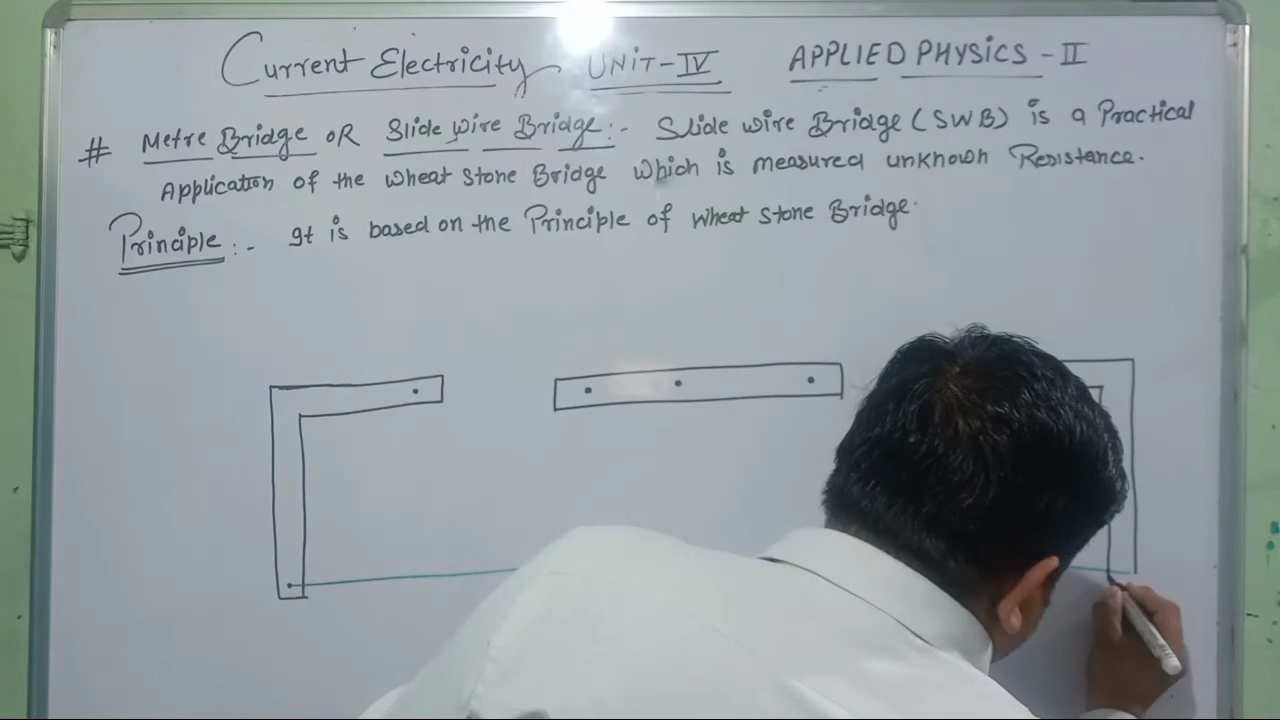 Current Electricity UNiT-IV APPLIED PHYSiCS-II
# Metre Bridge OR Slide Wire Bridge:- Slide wire Bridge (SWB) is a Practical
Application of the wheat stone Bridge which is measured unknown Resistance.
Principle:- It is based on the Principle of wheat stone Bridge.